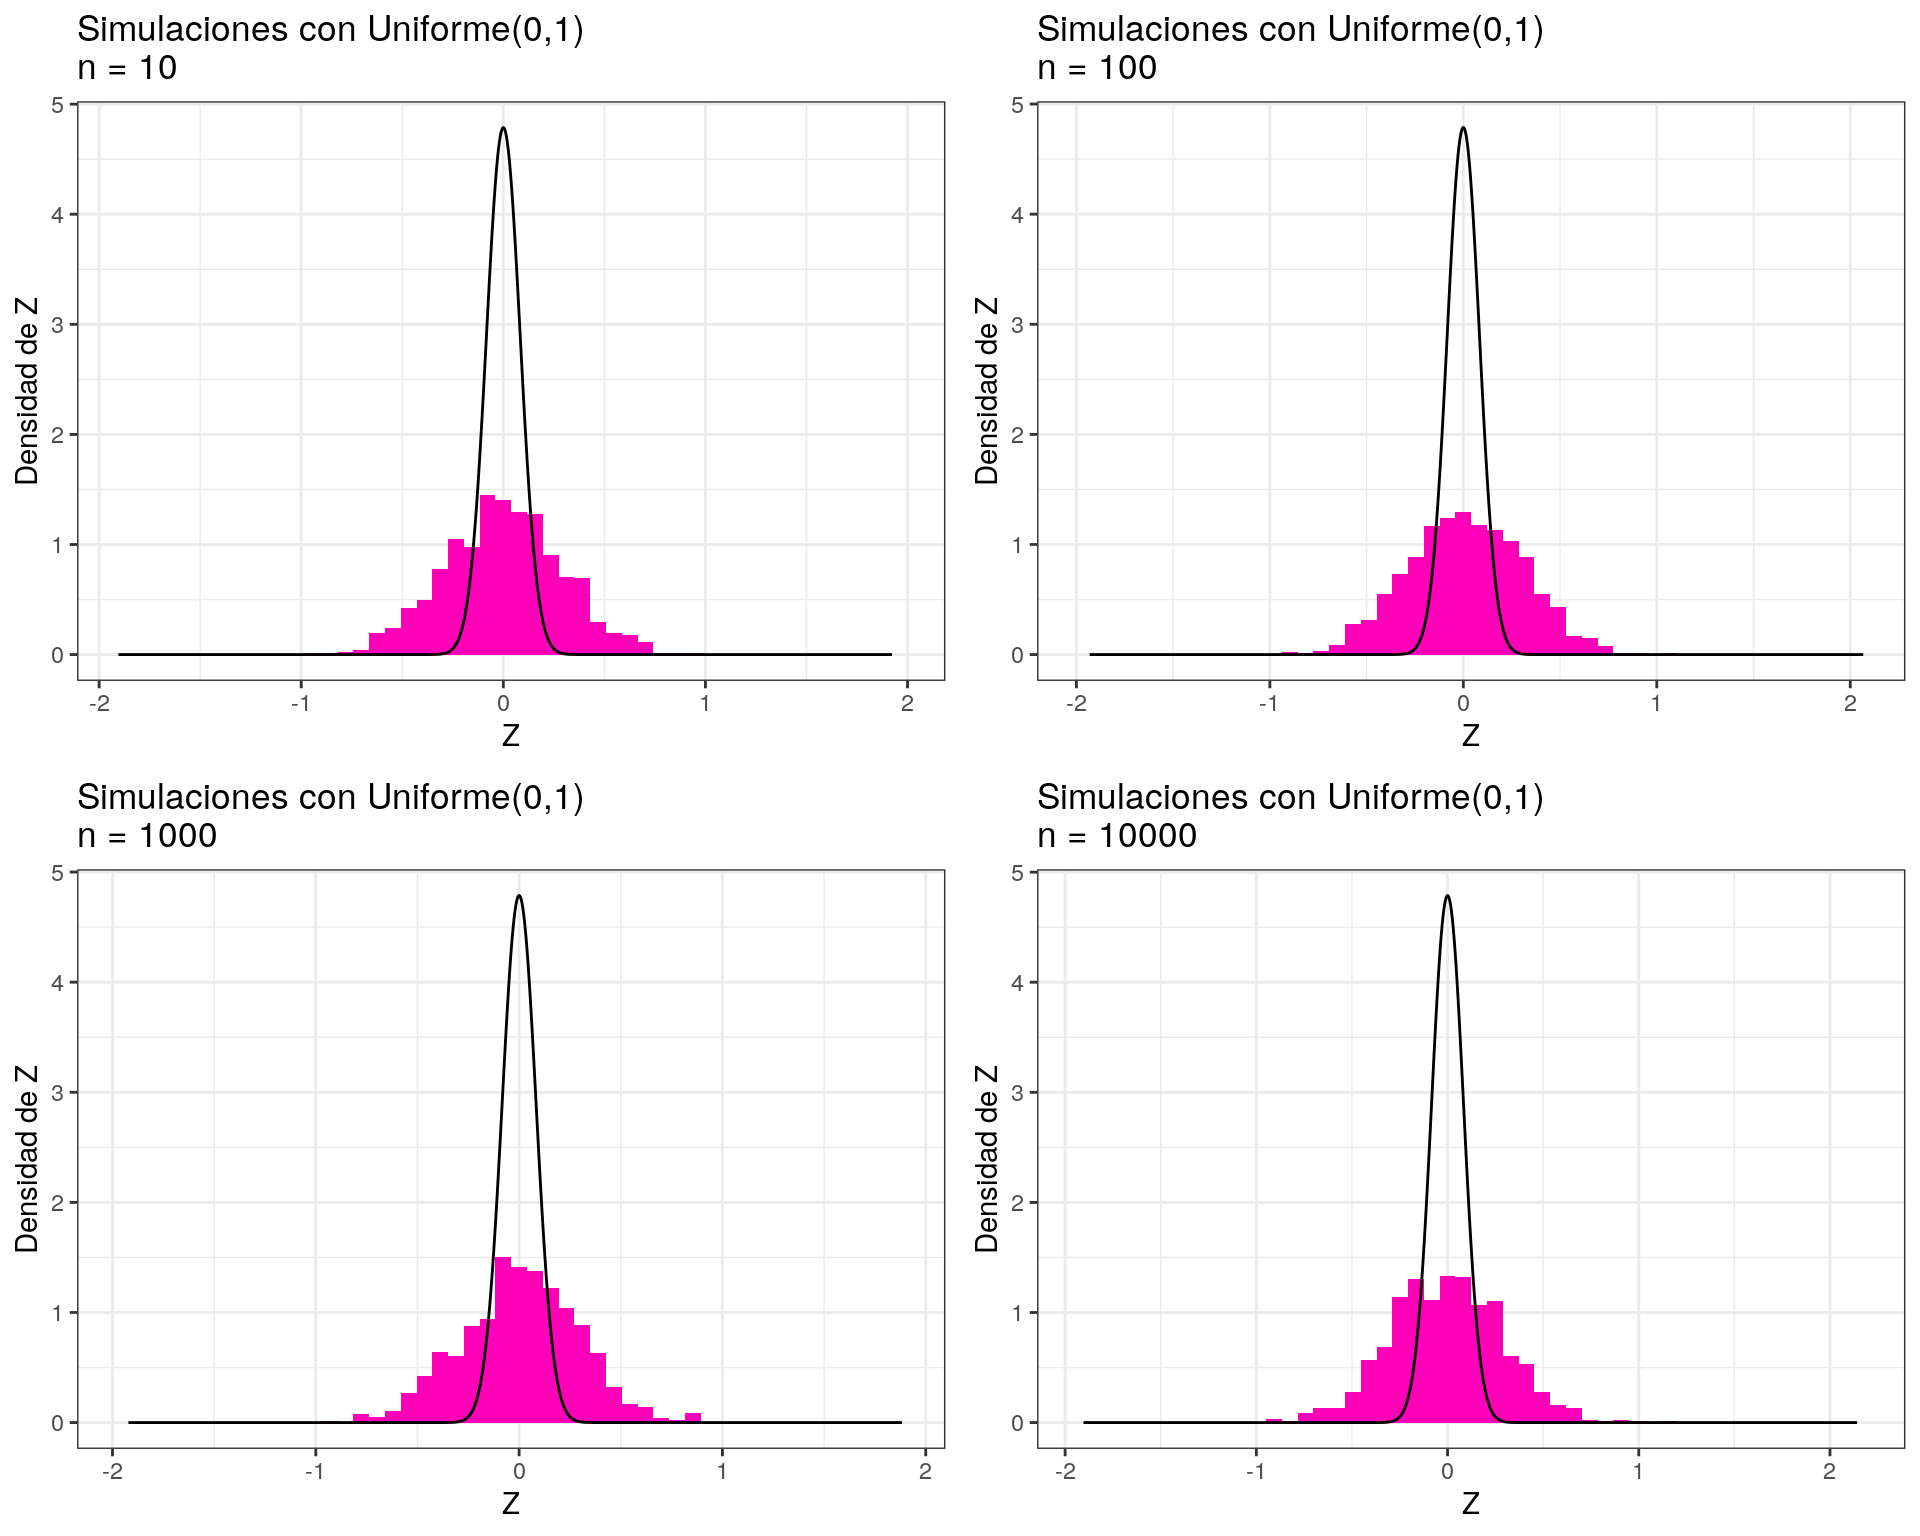 Simulaciones con Uniforme(0,1)
n = 10
Densidad de Z
5
4
3
2
1
0
-2 -1 0 1 2
Z
Simulaciones con Uniforme(0,1)
n = 100
Densidad de Z
5
4
3
2
1
0
-2 -1 0 1 2
Z
Simulaciones con Uniforme(0,1)
n = 1000
Densidad de Z
5
4
3
2
1
0
-2 -1 0 1 2
Z
Simulaciones con Uniforme(0,1)
n = 10000
Densidad de Z
5
4
3
2
1
0
-2 -1 0 1 2
Z